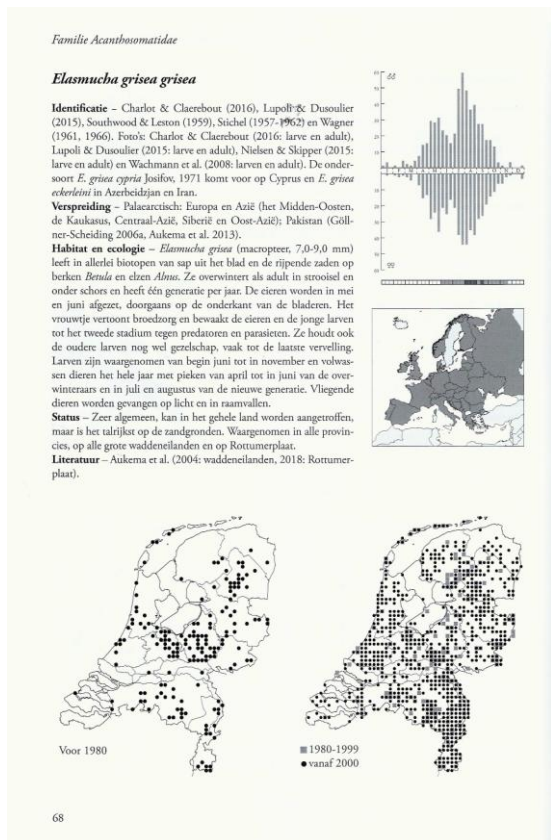 Familie Acanthosomatidae
Elasmucha grisea grisea
Identificatie – Charlot & Claerebout (2016), Lupoli & Dusoulier
(2015), Southwood & Leston (1959), Stichel (1957-1962) en Wagner
(1961, 1966). Foto's: Charlot & Claerebout (2016: larve en adult),
Lupoli & Dusoulier (2015: larve en adult), Nielsen & Skipper (2015:
larve en adult) en Wachmann et al. (2008: larven en adult). De onder-
soort E. grisea cypria Josifov, 1971 komt voor op Cyprus en E. grisea
eckerleini in Azerbeidzjan en Iran.
Verspreiding – Palaearctisch: Europa en Azië (het Midden-Oosten,
de Kaukasus, Centraal-Azië, Siberië en Oost-Azië); Pakistan (Göll-
ner-Scheiding 2006a, Aukema et al. 2013).
Habitat en ecologie – Elasmucha grisea (macropteer, 7,0-9,0 mm)
leeft in allerlei biotopen van sap uit het blad en de rijpende zaden op
berken Betula en elzen Alnus. Ze overwintert als adult in strooisel en
onder schors en heeft één generatie per jaar. De eieren worden in mei
en juni afgezet, doorgaans op de onderkant van de bladeren. Het
vrouwtje vertoont broedzorg en bewaakt de eieren en de jonge larven
tot het tweede stadium tegen predatoren en parasieten. Ze houdt ook
de oudere larven nog wel gezelschap, vaak tot de laatste vervelling.
Larven zijn waargenomen van begin juni tot in november en volwas-
sen dieren het hele jaar met pieken van april tot in juni van de over-
winteraars en in juli en augustus van de nieuwe generatie. Vliegende
dieren worden gevangen op licht en in raamvallen.
Status – Zeer algemeen, kan in het gehele land worden aangetroffen,
maar is het talrijkst op de zandgronden. Waargenomen in alle provin-
cies, op alle grote waddeneilanden en op Rottumerplaat.
Literatuur – Aukema et al. (2004: waddeneilanden, 2018: Rottumer-
plaat).
Voor 1980
1980-1999
vanaf 2000
68